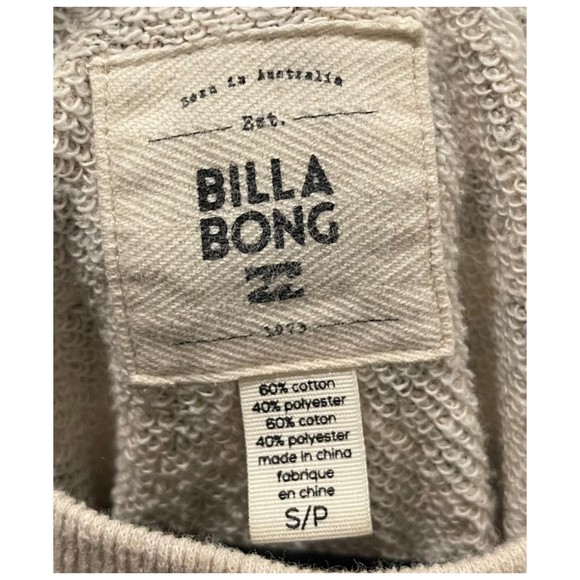 Born in Australia
Est.
BILLA
BONG
1973
60% cotton
40% polyester
60% coton
40% polyester
made in china
fabrique
en chine
S/P